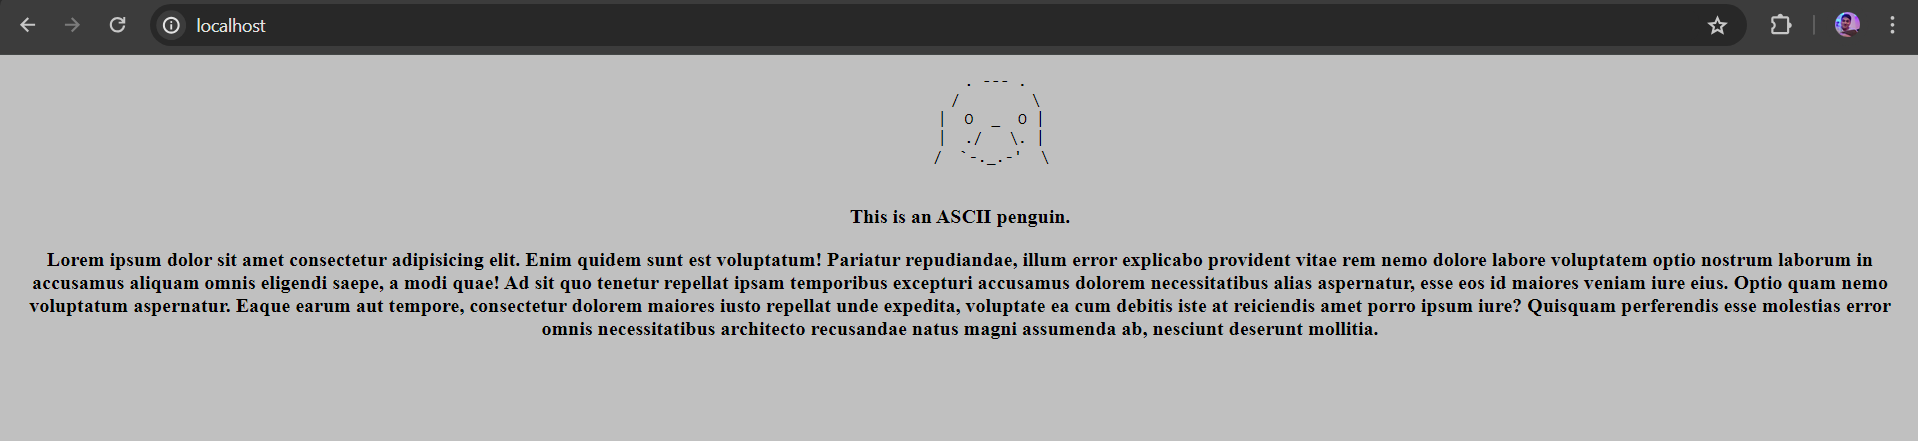 localhost
. --- .
/        \
|  O  _  O |
|  ./   \. |
/  `-._.-'  \
This is an ASCII penguin.
Lorem ipsum dolor sit amet consectetur adipisicing elit. Enim quidem sunt est voluptatum! Pariatur repudiandae, illum error explicabo provident vitae rem nemo dolore labore voluptatem optio nostrum laborum in
accusamus aliquam omnis eligendi saepe, a modi quae! Ad sit quo tenetur repellat ipsam temporibus excepturi accusamus dolorem necessitatibus alias aspernatur, esse eos id maiores veniam iure eius. Optio quam nemo
voluptatum aspernatur. Eaque earum aut tempore, consectetur dolorem maiores iusto repellat unde expedita, voluptate ea cum debitis iste at reiciendis amet porro ipsum iure? Quisquam perferendis esse molestias error
omnis necessitatibus architecto recusandae natus magni assumenda ab, nesciunt deserunt mollitia.